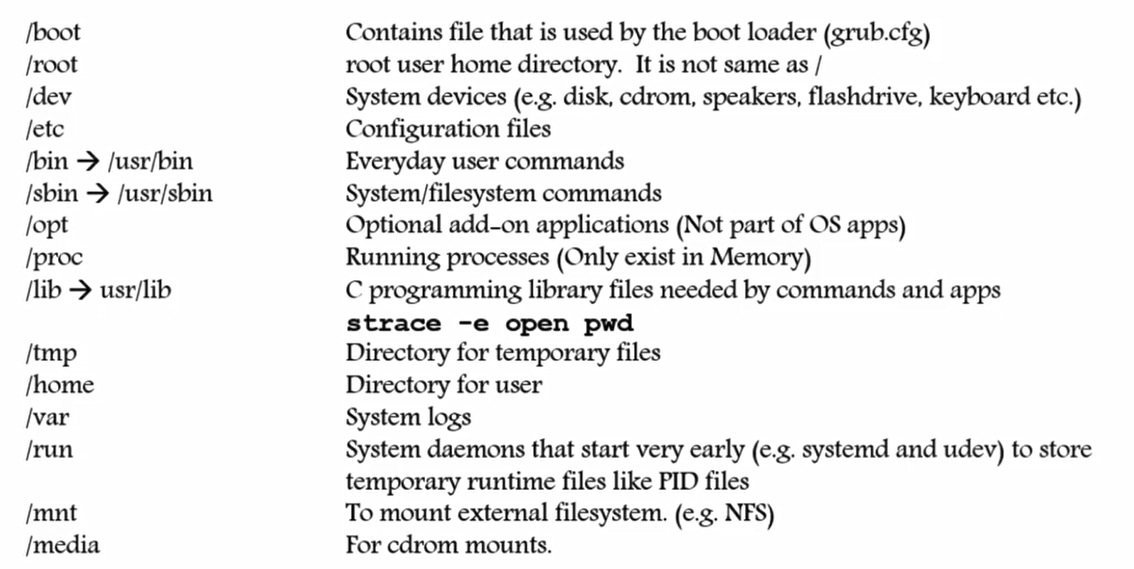 /boot Contains file that is used by the boot loader (grub.cfg)
/root root user home directory. It is not same as /
/dev System devices (e.g. disk, cdrom, speakers, flashdrive, keyboard etc.)
/etc Configuration files
/bin → /usr/bin Everyday user commands
/sbin → /usr/sbin System/filesystem commands
/opt Optional add-on applications (Not part of OS apps)
/proc Running processes (Only exist in Memory)
/lib → usr/lib C programming library files needed by commands and apps
strace -e open pwd
/tmp Directory for temporary files
/home Directory for user
/var System logs
/run System daemons that start very early (e.g. systemd and udev) to store
temporary runtime files like PID files
/mnt To mount external filesystem. (e.g. NFS)
/media For cdrom mounts.